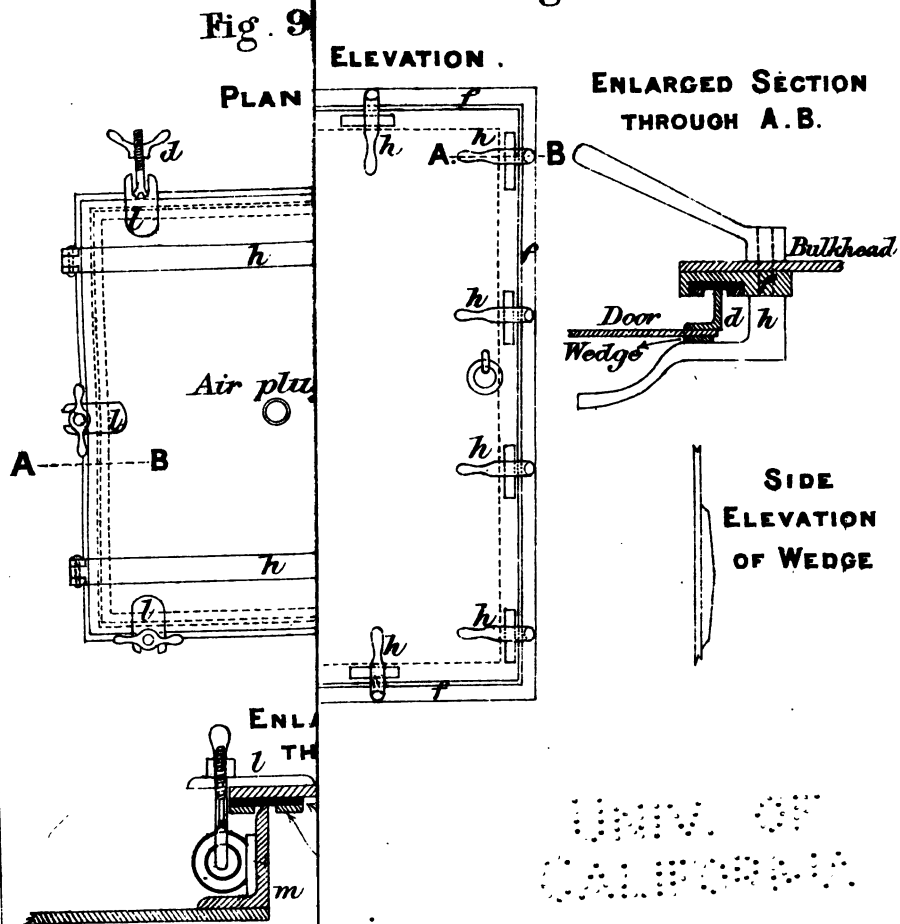 Fig. 9
PLAN
d
l
h
l
Air plu
A B
h
l
ENL
TH
l
m
ELEVATION.
f
h
h
A. B
f
h
h
h
h
f
ENLARGED SECTION
THROUGH A.B.
Bulkhead
Door
d
h
Wedge
SIDE
ELEVATION
OF WEDGE
UNIV. OF
CALIFORNIA